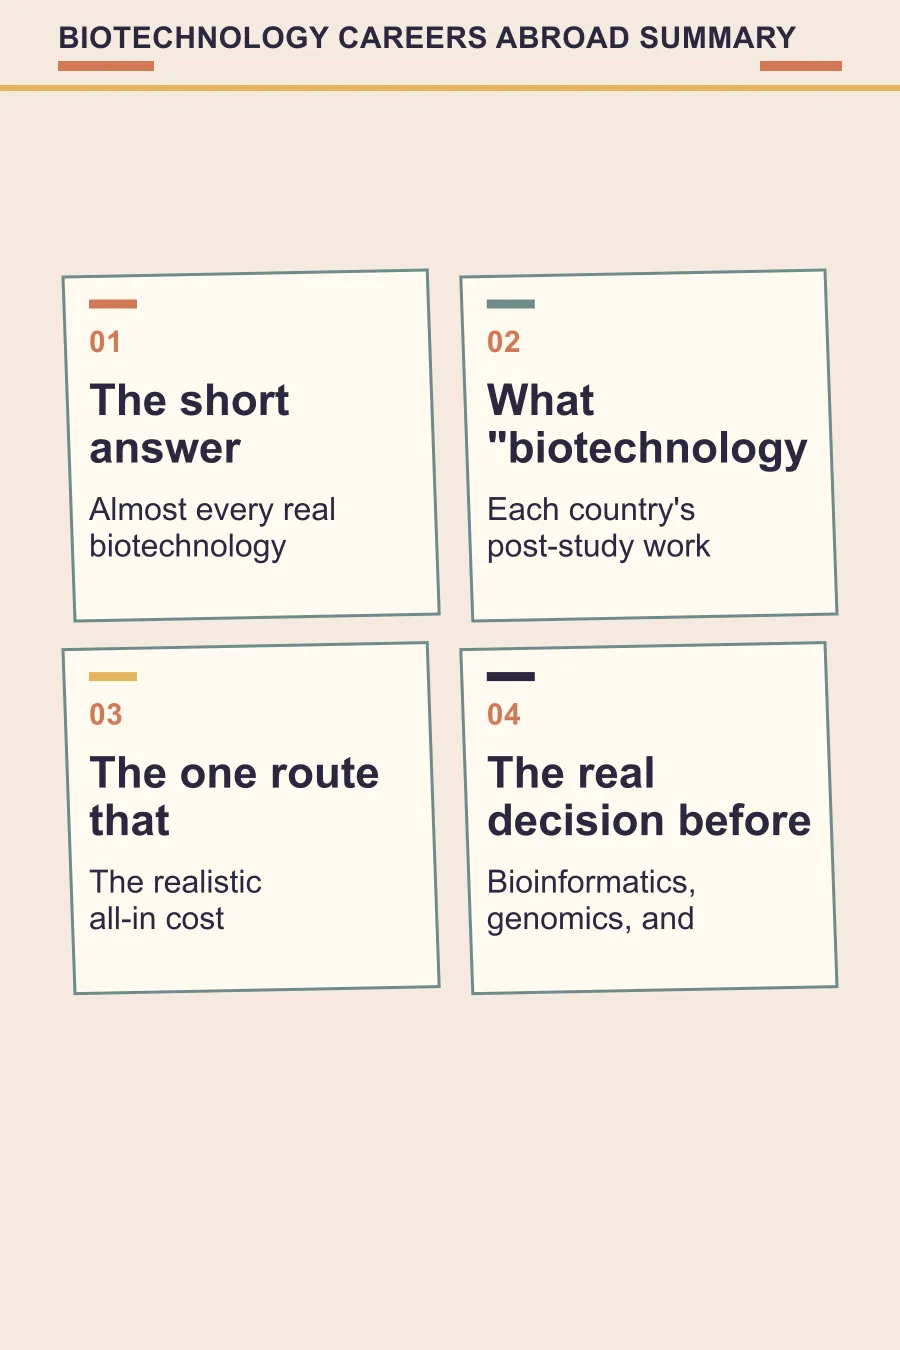 BIOTECHNOLOGY CAREERS ABROAD SUMMARY
01
The short
answer
Almost every real
biotechnology
02
What
"biotechnology
Each country's
post-study work
03
The one route
that
The realistic
all-in cost
04
The real
decision before
Bioinformatics,
genomics, and